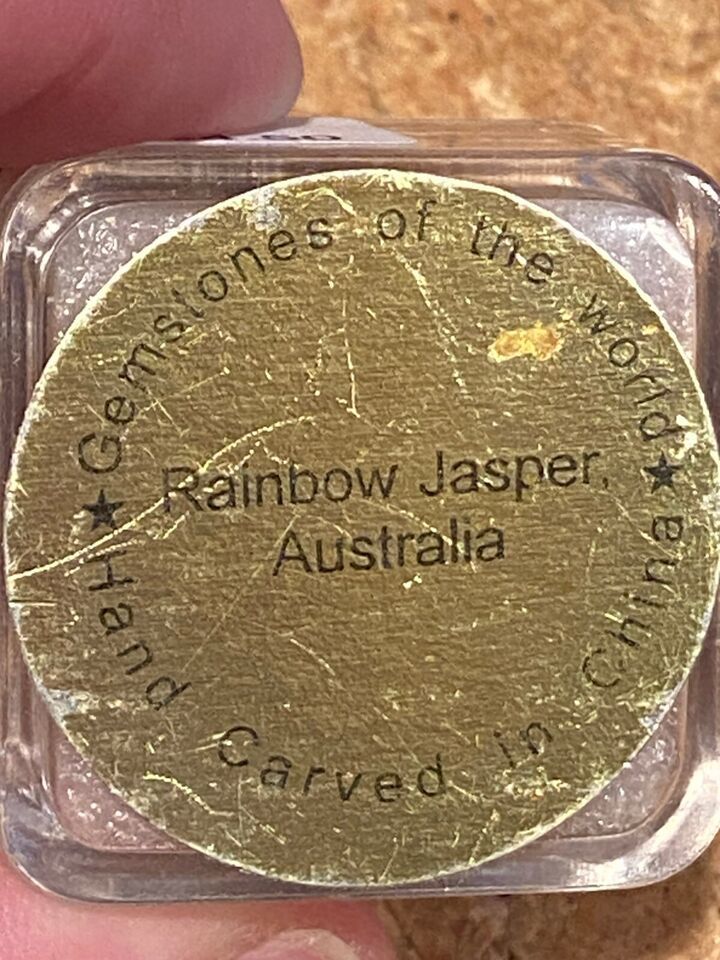 ★ Gemstones of the world ★
Rainbow Jasper,
Australia
Hand Carved in China